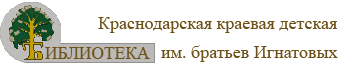 Краснодарская краевая детская
БИБЛИОТЕКА им. братьев Игнатовых